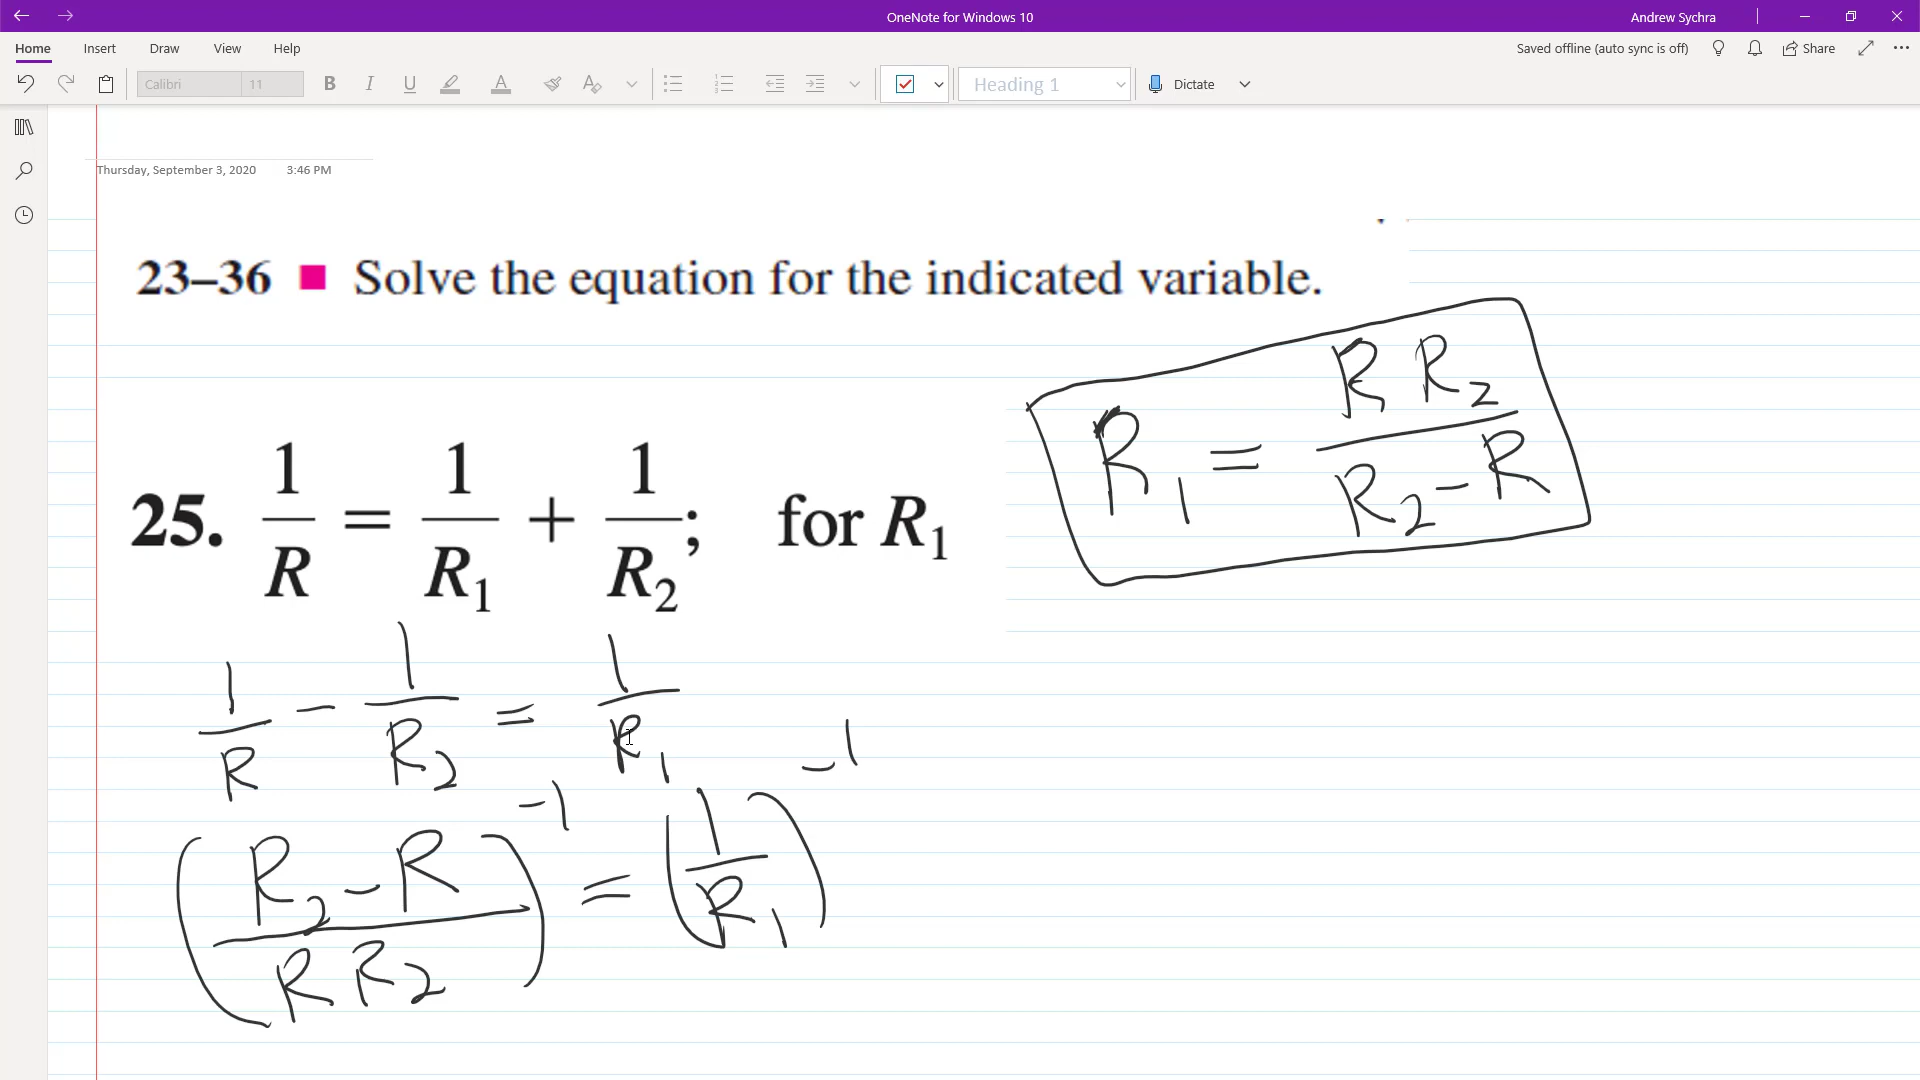 OneNote for Windows 10
Andrew Sychra
Home Insert Draw View Help
Saved offline (auto sync is off) Share
Calibri 11 B I U A A Heading 1 Dictate
Thursday, September 3, 2020 3:46 PM
23–36 ■ Solve the equation for the indicated variable.
25. 1/R = 1/R₁ + 1/R₂; for R₁
R₁ = R R₂ / R₂ - R
1/R - 1/R₂ = 1/R₁
(R₂ - R / R R₂)⁻¹ = (1/R₁)⁻¹